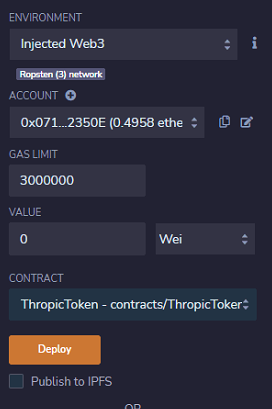 ENVIRONMENT
Injected Web3
Ropsten (3) network
ACCOUNT
0x071...2350E (0.4958 ethe
GAS LIMIT
3000000
VALUE
0 Wei
CONTRACT
ThropicToken - contracts/ThropicToker
Deploy
Publish to IPFS
OR